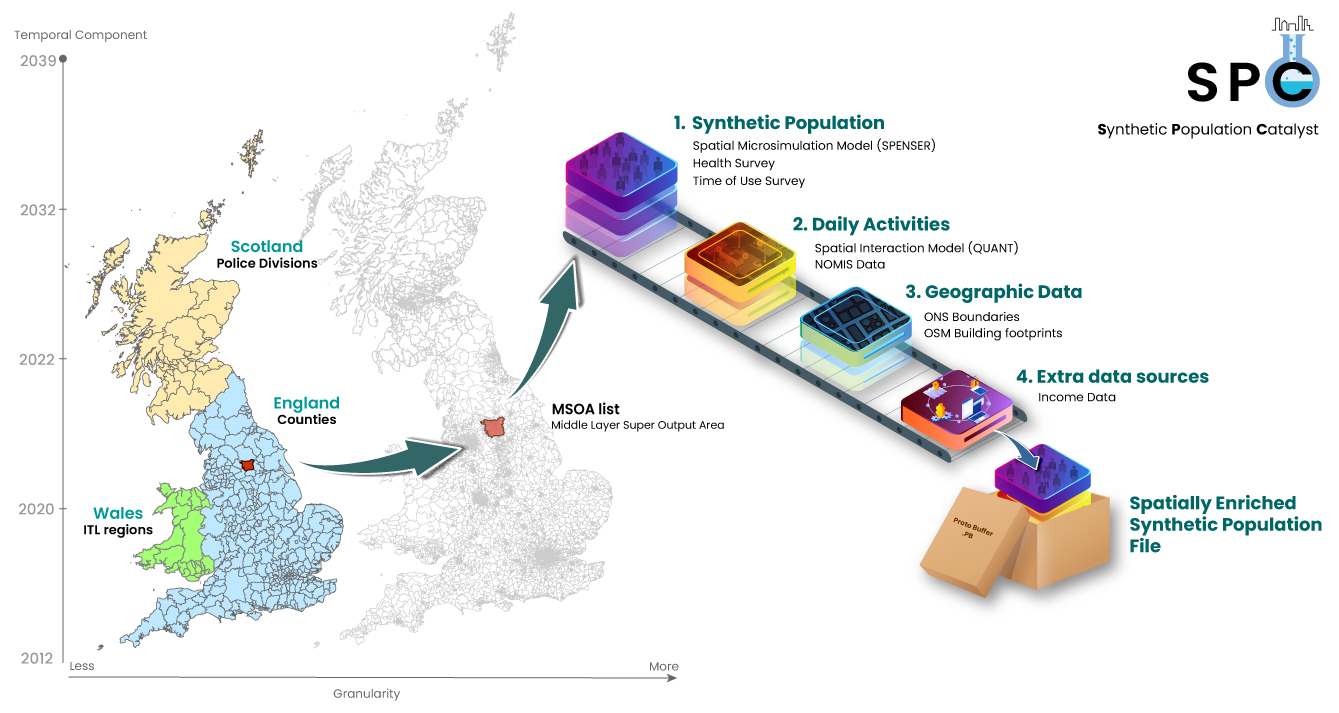 Temporal Component
2039
2032
2022
2020
2012
Less
More
Granularity
Scotland
Police Divisions
England
Counties
Wales
ITL regions
MSOA list
Middle Layer Super Output Area
1. Synthetic Population
Spatial Microsimulation Model (SPENSER)
Health Survey
Time of Use Survey
2. Daily Activities
Spatial Interaction Model (QUANT)
NOMIS Data
3. Geographic Data
ONS Boundaries
OSM Building footprints
4. Extra data sources
Income Data
Proto Buffer
.PB
Spatially Enriched
Synthetic Population
File
SPC
Synthetic Population Catalyst